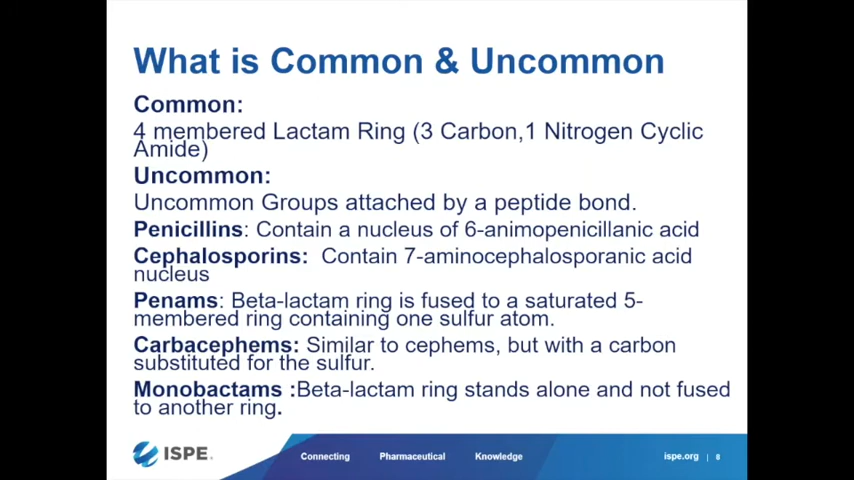 What is Common & Uncommon
Common:
4 membered Lactam Ring (3 Carbon,1 Nitrogen Cyclic
Amide)
Uncommon:
Uncommon Groups attached by a peptide bond.
Penicillins: Contain a nucleus of 6-animopenicillanic acid
Cephalosporins: Contain 7-aminocephalosporanic acid
nucleus
Penams: Beta-lactam ring is fused to a saturated 5-
membered ring containing one sulfur atom.
Carbacephems: Similar to cephems, but with a carbon
substituted for the sulfur.
Monobactams :Beta-lactam ring stands alone and not fused
to another ring.
ISPE. Connecting Pharmaceutical Knowledge ispe.org | 8